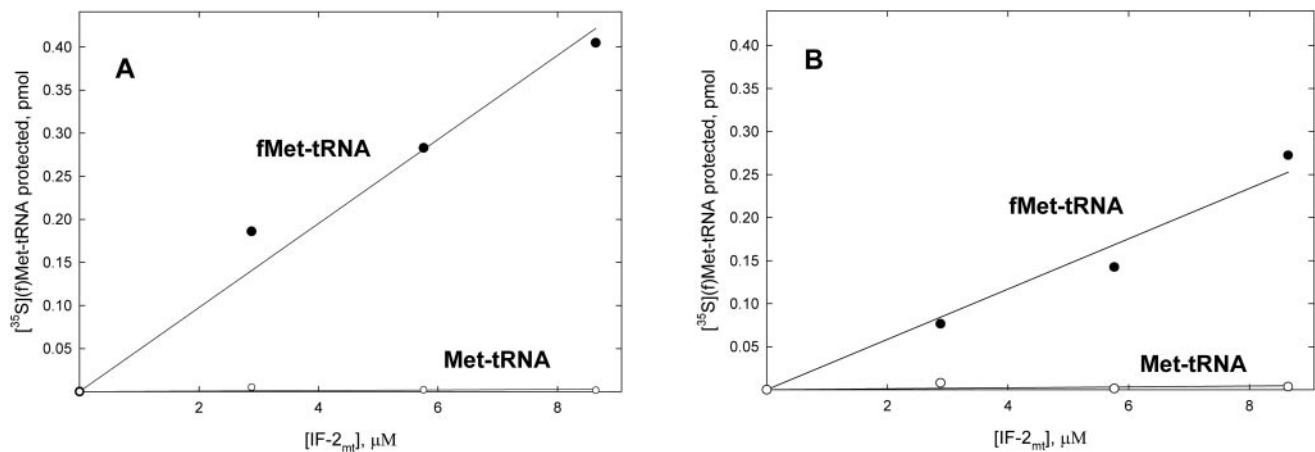 A
[³⁵S](f)Met-tRNA protected, pmol
0.40
0.35
0.30
0.25
0.20
0.15
0.10
0.05
fMet-tRNA
Met-tRNA
2
4
6
8
[IF-2mt], μM
B
[³⁵S](f)Met-tRNA protected, pmol
0.40
0.35
0.30
0.25
0.20
0.15
0.10
0.05
fMet-tRNA
Met-tRNA
2
4
6
8
[IF-2mt], μM